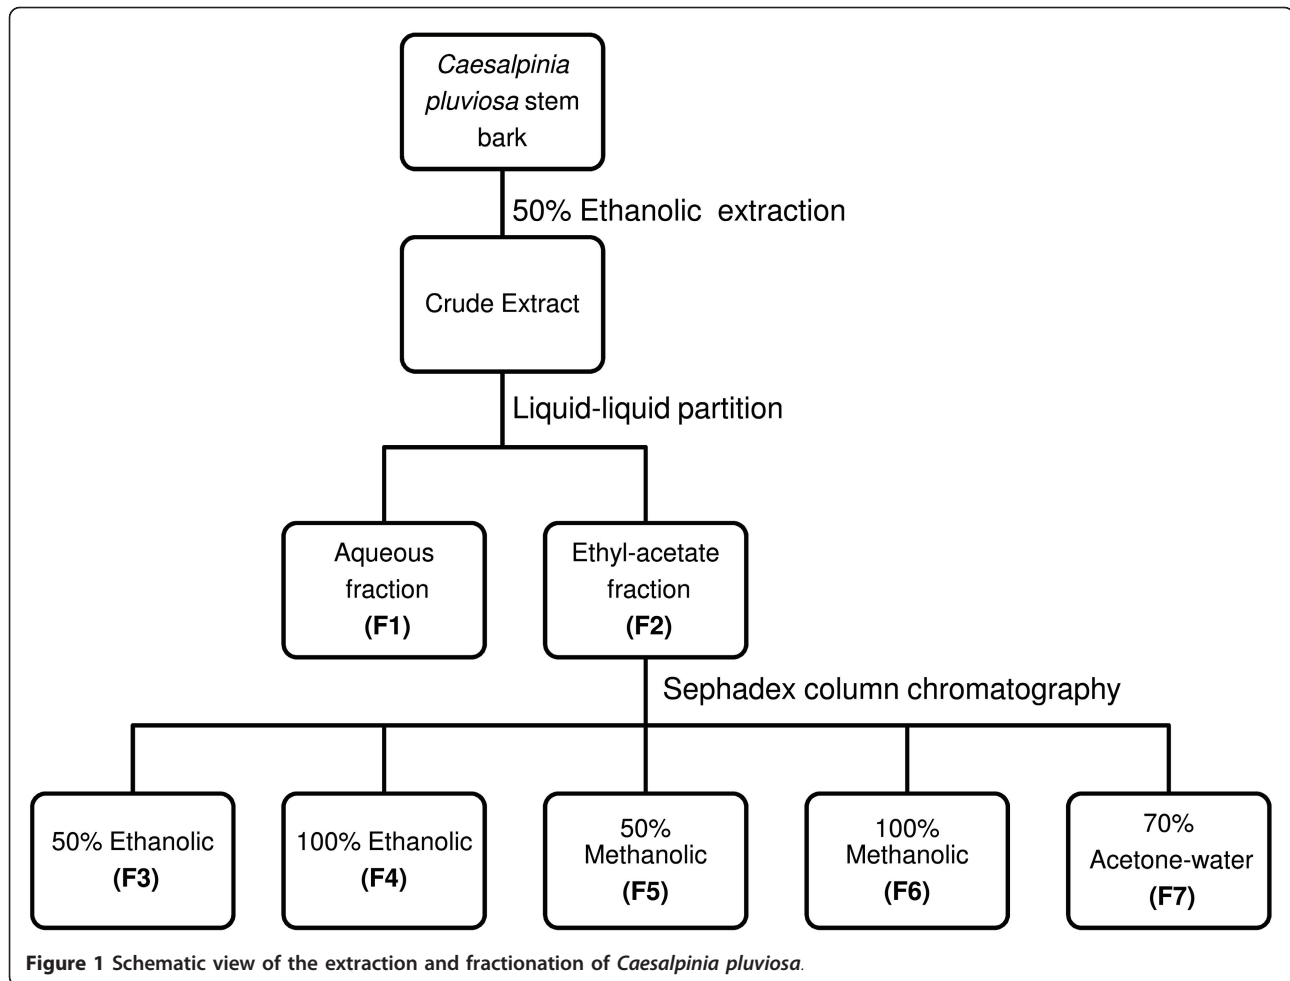 Caesalpinia
pluviosa stem
bark
50% Ethanolic extraction
Crude Extract
Liquid-liquid partition
Aqueous
fraction
(F1)
Ethyl-acetate
fraction
(F2)
Sephadex column chromatography
50% Ethanolic
(F3)
100% Ethanolic
(F4)
50%
Methanolic
(F5)
100%
Methanolic
(F6)
70%
Acetone-water
(F7)
Figure 1 Schematic view of the extraction and fractionation of Caesalpinia pluviosa.